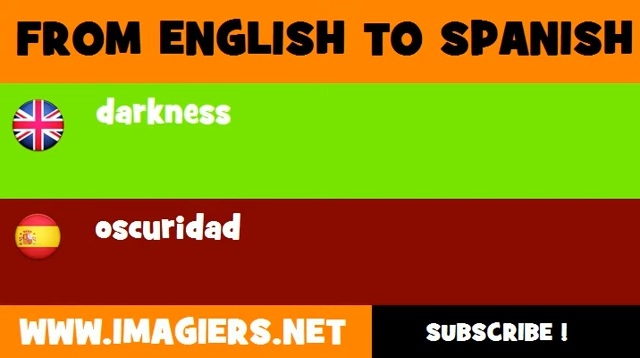 FROM ENGLISH TO SPANISH
darkness
oscuridad
WWW.IMAGIERS.NET
SUBSCRIBE !